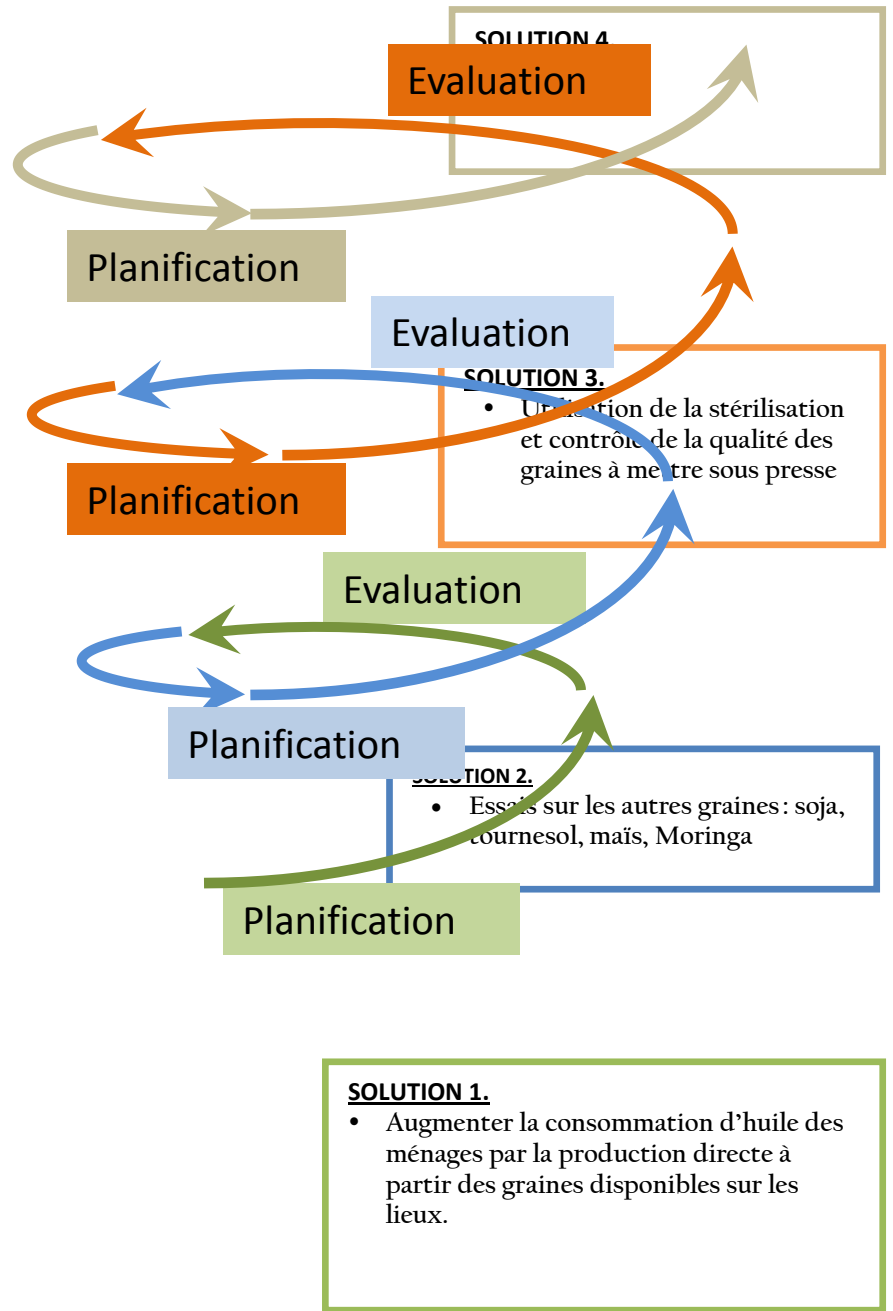 SOLUTION 4
Evaluation
Planification
Evaluation
SOLUTION 3.
• Utilisation de la stérilisation
et contrôle de la qualité des
graines à mettre sous presse
Planification
Evaluation
Planification
SOLUTION 2.
• Essais sur les autres graines : soja,
tournesol, maïs, Moringa
Planification
SOLUTION 1.
• Augmenter la consommation d’huile des
ménages par la production directe à
partir des graines disponibles sur les
lieux.